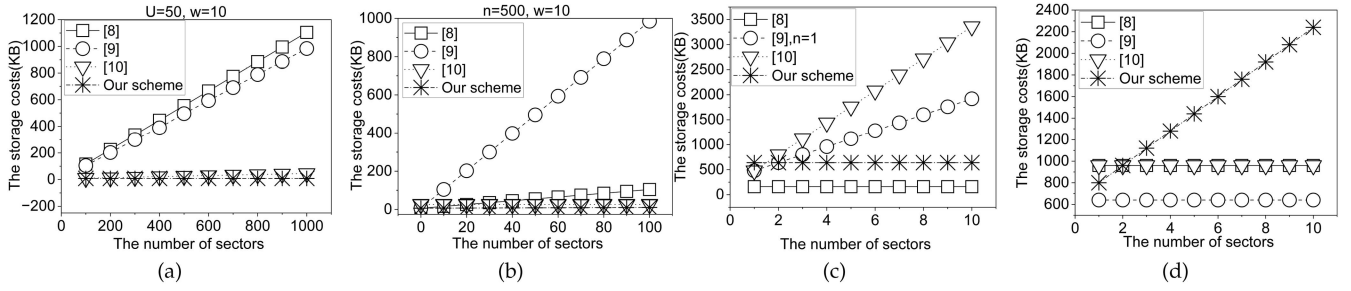 U=50, w=10
The storage costs(KB)
1200
1000
800
600
400
200
0
−200
[8]
[9]
[10]
Our scheme
0 200 400 600 800 1000
The number of sectors
(a)
n=500, w=10
The storage costs(KB)
1000
800
600
400
200
0
[8]
[9]
[10]
Our scheme
0 20 40 60 80 100
The number of sectors
(b)
The storage costs(KB)
3500
3000
2500
2000
1500
1000
500
0
[8]
[9],n=1
[10]
Our scheme
0 2 4 6 8 10
The number of sectors
(c)
The storage costs(KB)
2400
2200
2000
1800
1600
1400
1200
1000
800
600
[8]
[9]
[10]
Our scheme
0 2 4 6 8 10
The number of sectors
(d)